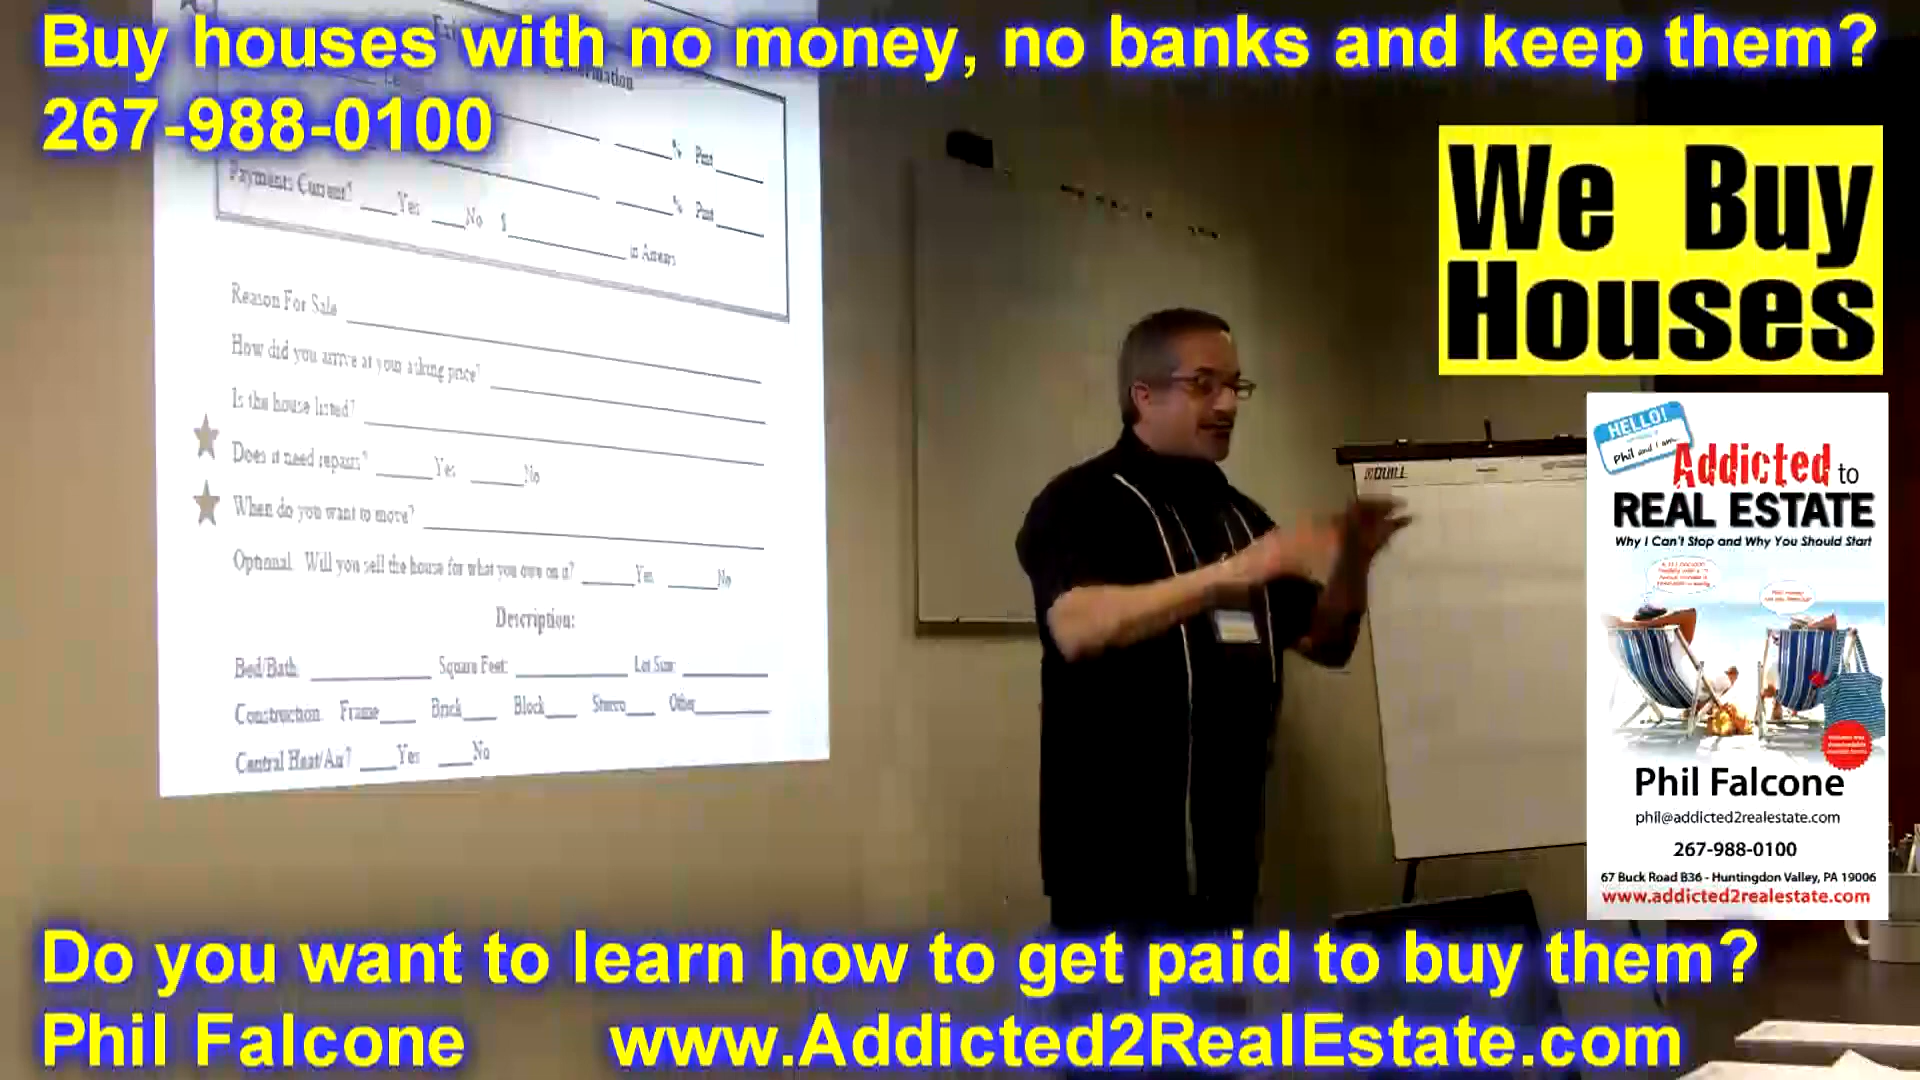 Buy houses with no money, no banks and keep them?
267-988-0100
% Pmt
Payments Current? Yes No $ in Arrears
% Pmt
Reason For Sale
How did you arrive at your asking price?
Is the house listed?
Does it need repairs? Yes No
When do you want to move?
Optional: Will you sell the house for what you owe on it? Yes No
Description:
Bed/Bath: Square Feet: Lot Size:
Construction: Frame Brick Block Stucco Other
Central Heat/Air? Yes No
QUILL
We Buy
Houses
HELLO!
Phil and I am
Addicted to
REAL ESTATE
Why I Can't Stop and Why You Should Start
Phil Falcone
phil@addicted2realestate.com
267-988-0100
67 Buck Road B36 - Huntingdon Valley, PA 19006
www.addicted2realestate.com
Do you want to learn how to get paid to buy them?
Phil Falcone www.Addicted2RealEstate.com